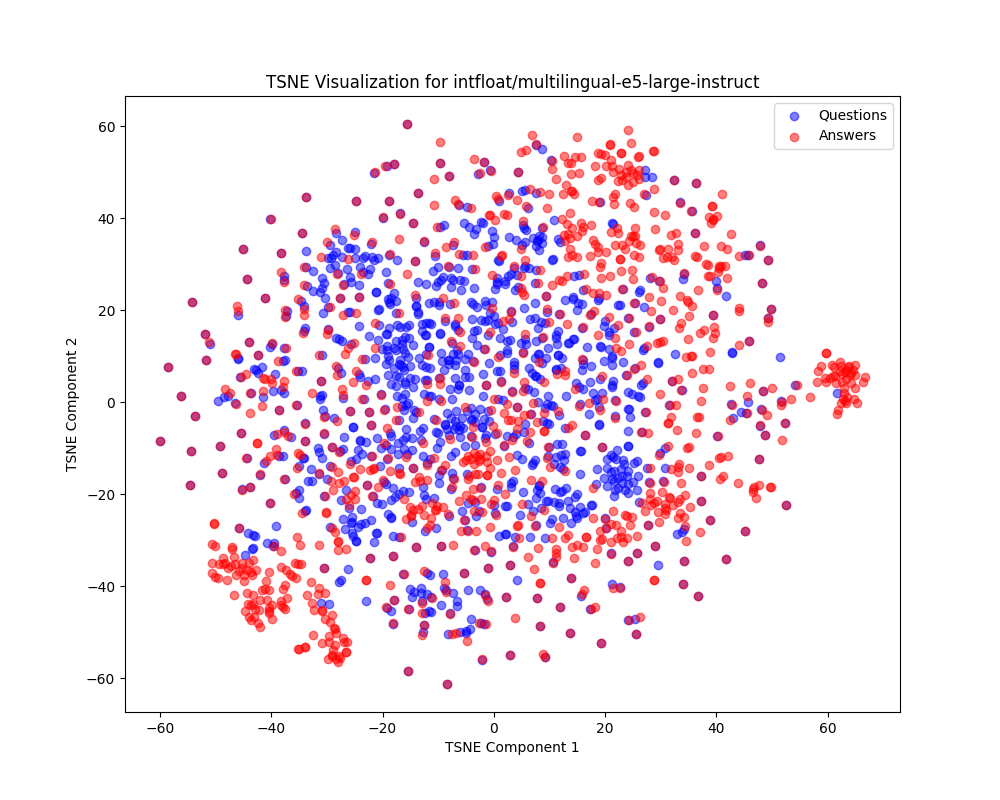 TSNE Visualization for intfloat/multilingual-e5-large-instruct
Questions
Answers
60
40
20
0
−20
−40
−60
TSNE Component 2
−60
−40
−20
0
20
40
60
TSNE Component 1